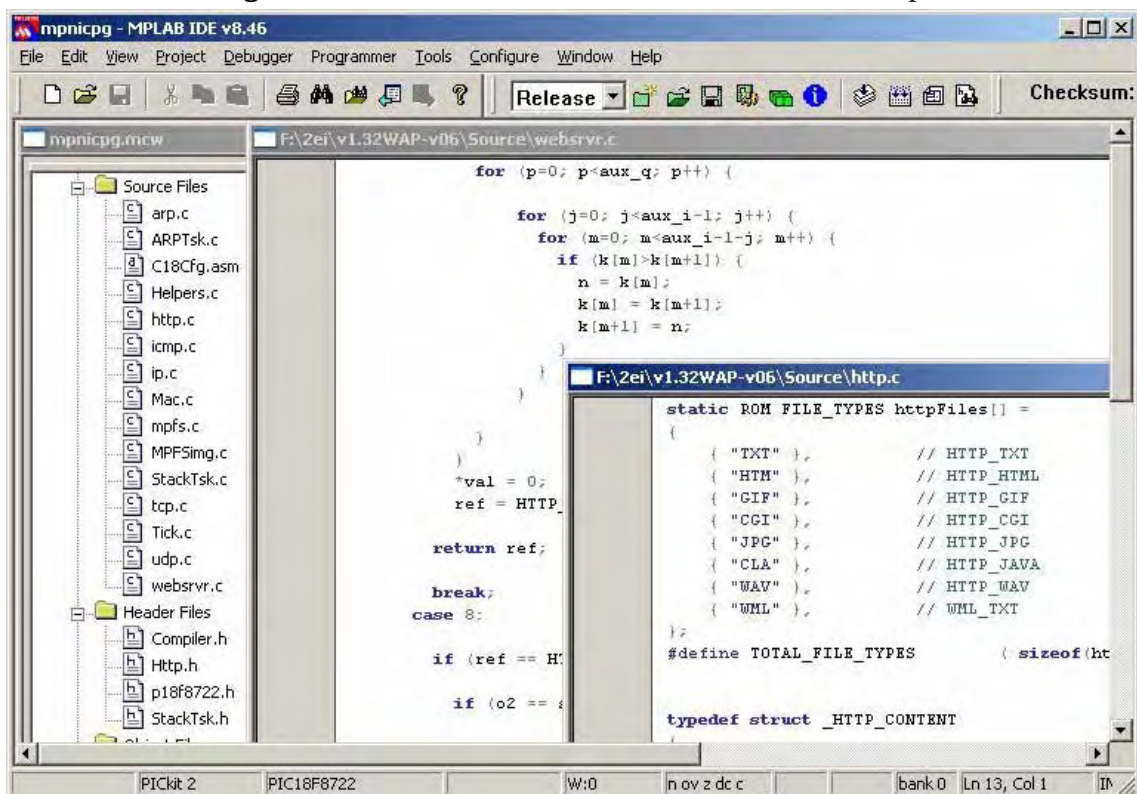 mpnicpg - MPLAB IDE v8.46
File Edit View Project Debugger Programmer Tools Configure Window Help
Release Checksum:
mpnicpg.mcw
Source Files
arp.c
ARPTsk.c
C18Cfg.asm
Helpers.c
http.c
icmp.c
ip.c
Mac.c
mpfs.c
MPFSimg.c
StackTsk.c
tcp.c
Tick.c
udp.c
websrvr.c
Header Files
Compiler.h
Http.h
p18f8722.h
StackTsk.h
F:\2ei\v1.32WAP-v06\Source\websrvr.c
for (p=0; p<aux_q; p++) {
for (j=0; j<aux_i-1; j++) {
for (m=0; m<aux_i-1-j; m++) {
if (k[m]>k[m+1]) {
n = k[m];
k[m] = k[m+1];
k[m+1] = n;
}
}
}
}
}
*val = 0;
ref = HTTP_
return ref;
break;
case 8:
if (ref == HT
if (o2 ==
F:\2ei\v1.32WAP-v06\Source\http.c
static ROM FILE_TYPES httpFiles[] =
{
{ "TXT" }, // HTTP_TXT
{ "HTM" }, // HTTP_HTML
{ "GIF" }, // HTTP_GIF
{ "CGI" }, // HTTP_CGI
{ "JPG" }, // HTTP_JPG
{ "CLA" }, // HTTP_JAVA
{ "WAV" }, // HTTP_WAV
{ "WML" }, // WML_TXT
};
#define TOTAL_FILE_TYPES ( sizeof(ht
typedef struct _HTTP_CONTENT
PICkit 2 PIC18F8722 W:0 n ov z dc c bank 0 Ln 13, Col 1